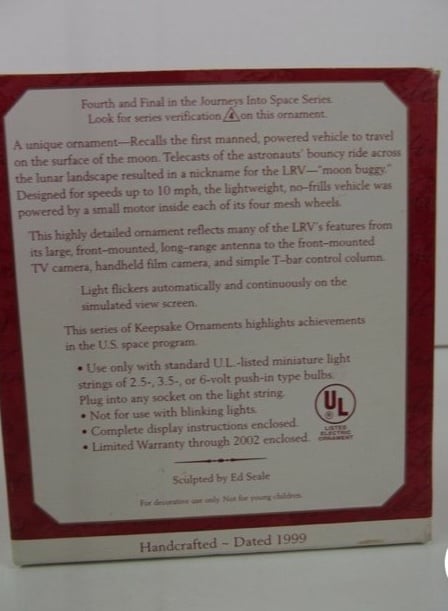 Fourth and Final in the Journeys Into Space Series.
Look for series verification 4 on this ornament.
A unique ornament—Recalls the first manned, powered vehicle to travel
on the surface of the moon. Telecasts of the astronauts' bouncy ride across
the lunar landscape resulted in a nickname for the LRV—"moon buggy."
Designed for speeds up to 10 mph, the lightweight, no-frills vehicle was
powered by a small motor inside each of its four mesh wheels.
This highly detailed ornament reflects many of the LRV's features from
its large, front-mounted, long-range antenna to the front-mounted
TV camera, handheld film camera, and simple T-bar control column.
Light flickers automatically and continuously on the
simulated view screen.
This series of Keepsake Ornaments highlights achievements
in the U.S. space program.
• Use only with standard U.L.-listed miniature light
strings of 2.5-, 3.5-, or 6-volt push-in type bulbs.
Plug into any socket on the light string.
• Not for use with blinking lights.
• Complete display instructions enclosed.
• Limited Warranty through 2002 enclosed.
UL
LISTED
ELECTRIC
ORNAMENT
Sculpted by Ed Seale
For decorative use only. Not for young children.
Handcrafted ~ Dated 1999